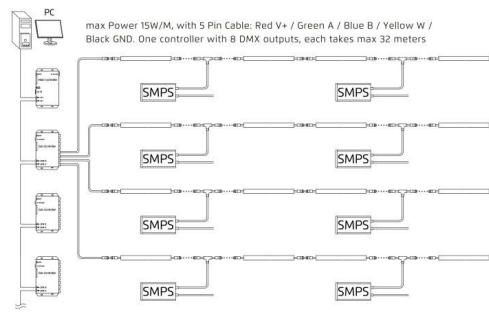 PC
max Power 15W/M, with 5 Pin Cable: Red V+ / Green A / Blue B / Yellow W /
Black GND. One controller with 8 DMX outputs, each takes max 32 meters
SMPS
SMPS
SMPS
SMPS
SMPS
SMPS
SMPS
SMPS